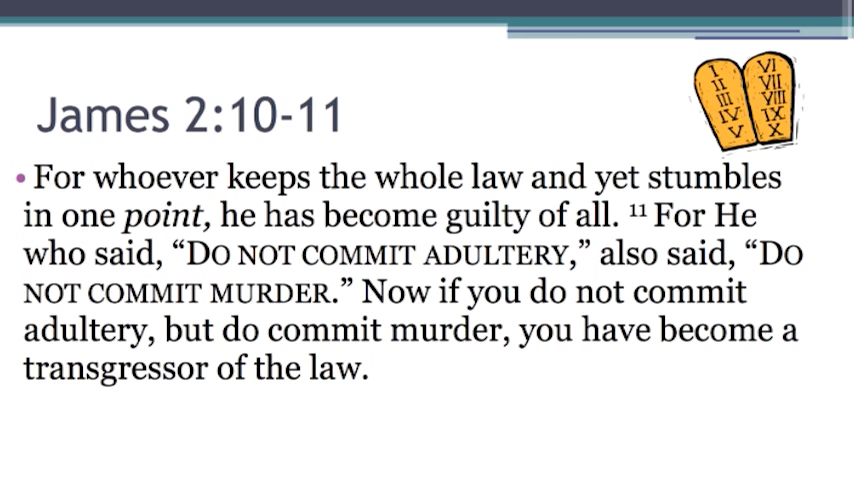 James 2:10-11
I
II
III
IV
V
VI
VII
VIII
IX
X
• For whoever keeps the whole law and yet stumbles
in one point, he has become guilty of all. ¹¹ For He
who said, “DO NOT COMMIT ADULTERY,” also said, “DO
NOT COMMIT MURDER.” Now if you do not commit
adultery, but do commit murder, you have become a
transgressor of the law.